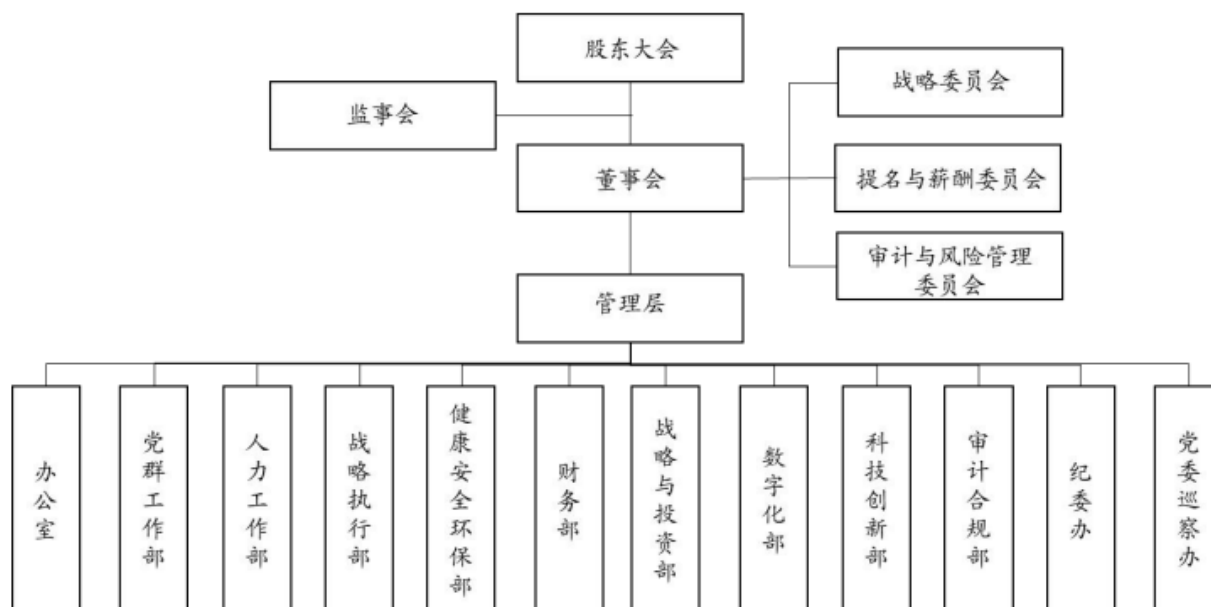 股东大会
战略委员会
监事会
董事会
提名与薪酬委员会
审计与风险管理
委员会
管理层
办公室
党群工作部
人力工作部
战略执行部
健康安全环保部
财务部
战略与投资部
数字化部
科技创新部
审计合规部
纪委办
党委巡察办